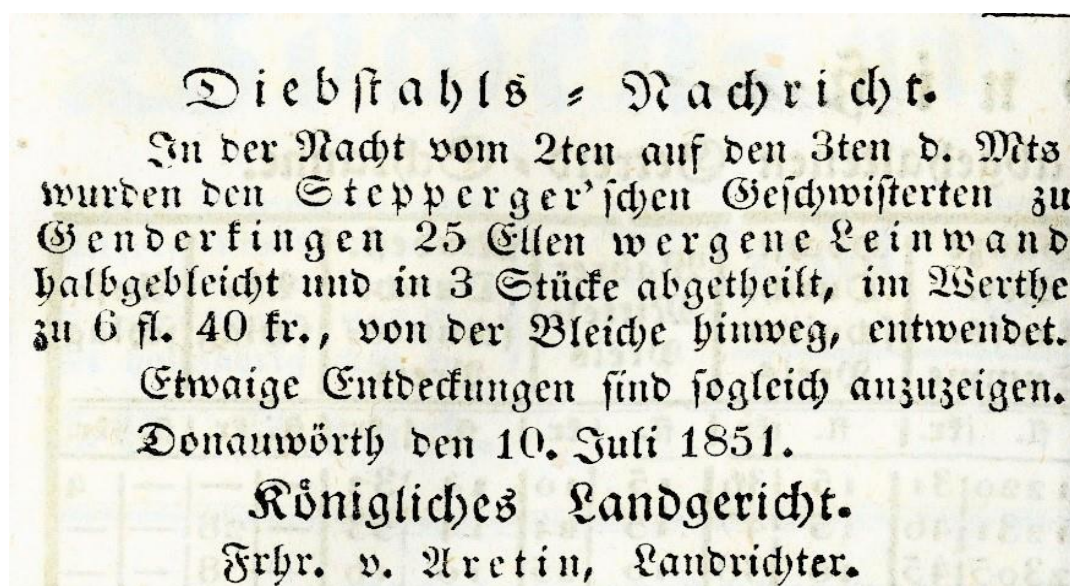 Diebstahls - Nachricht.
In der Nacht vom 2ten auf den 3ten d. Mts
wurden den Stepperger'schen Geschwisterten zu
Genderkingen 25 Ellen wergene Leinwand
halbgebleicht und in 3 Stücke abgetheilt, im Werthe
zu 6 fl. 40 kr., von der Bleiche hinweg, entwendet.
Etwaige Entdeckungen sind sogleich anzuzeigen.
Donauwörth den 10. Juli 1851.
Königliches Landgericht.
Frhr. v. Aretin, Landrichter.